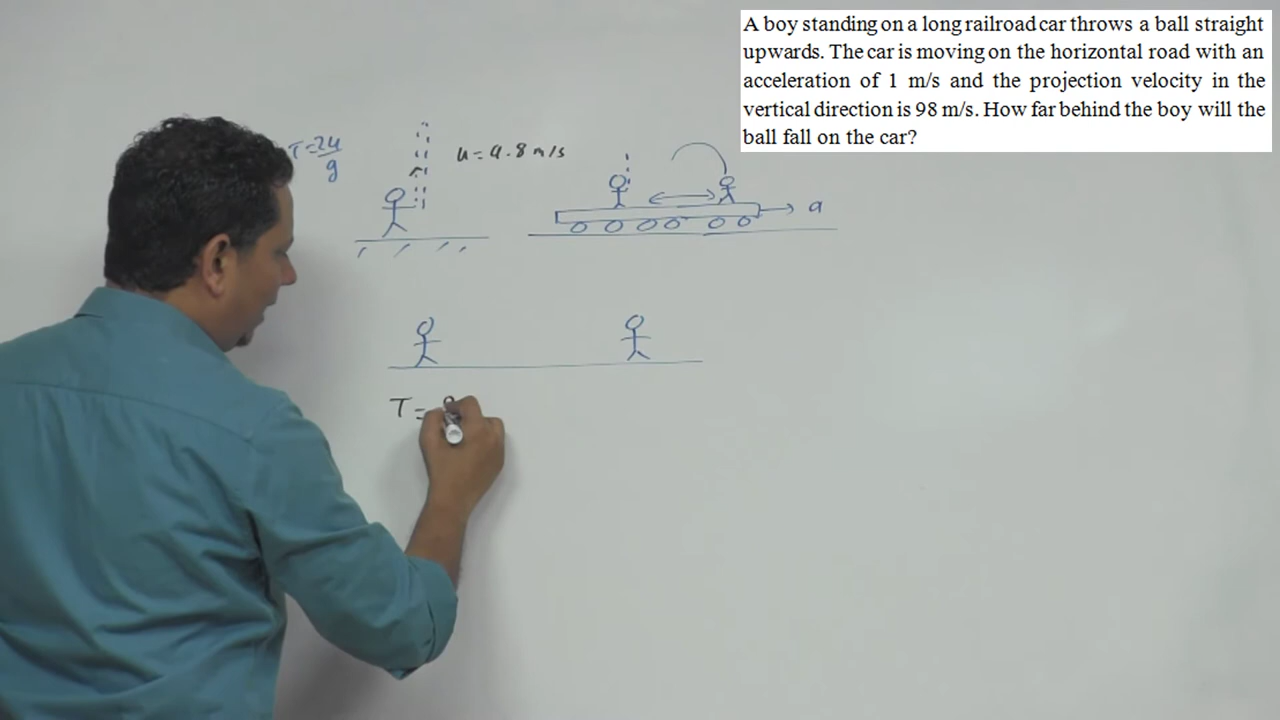 A boy standing on a long railroad car throws a ball straight
upwards. The car is moving on the horizontal road with an
acceleration of 1 m/s and the projection velocity in the
vertical direction is 98 m/s. How far behind the boy will the
ball fall on the car?
T=2u/g
u=9.8m/s
a
T=